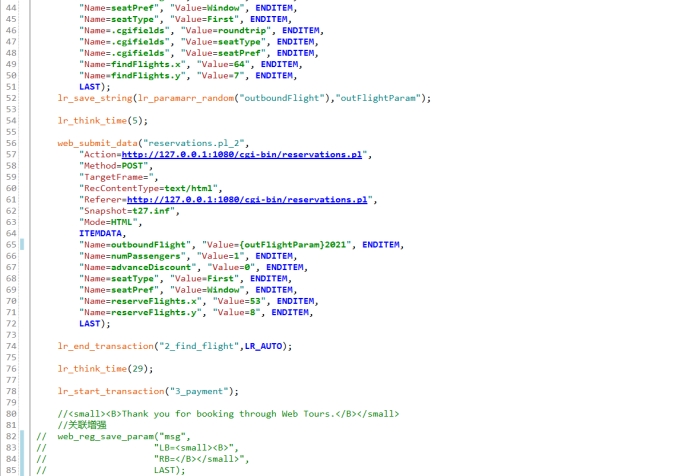 44 "Name=seatPref", "Value=Window", ENDITEM,
45 "Name=seatType", "Value=First", ENDITEM,
46 "Name=.cgifields", "Value=roundtrip", ENDITEM,
47 "Name=.cgifields", "Value=seatType", ENDITEM,
48 "Name=.cgifields", "Value=seatPref", ENDITEM,
49 "Name=findFlights.x", "Value=64", ENDITEM,
50 "Name=findFlights.y", "Value=7", ENDITEM,
51 LAST);
52 lr_save_string(lr_paramarr_random("outboundFlight"),"outFlightParam");
53
54 lr_think_time(5);
55
56 web_submit_data("reservations.pl_2",
57 "Action=http://127.0.0.1:1080/cgi-bin/reservations.pl",
58 "Method=POST",
59 "TargetFrame=",
60 "RecContentType=text/html",
61 "Referer=http://127.0.0.1:1080/cgi-bin/reservations.pl",
62 "Snapshot=t27.inf",
63 "Mode=HTML",
64 ITEMDATA,
65 "Name=outboundFlight", "Value={outFlightParam}2021", ENDITEM,
66 "Name=numPassengers", "Value=1", ENDITEM,
67 "Name=advanceDiscount", "Value=0", ENDITEM,
68 "Name=seatType", "Value=First", ENDITEM,
69 "Name=seatPref", "Value=Window", ENDITEM,
70 "Name=reserveFlights.x", "Value=53", ENDITEM,
71 "Name=reserveFlights.y", "Value=8", ENDITEM,
72 LAST);
73
74 lr_end_transaction("2_find_flight",LR_AUTO);
75
76 lr_think_time(29);
77
78 lr_start_transaction("3_payment");
79
80 //<small><B>Thank you for booking through Web Tours.</B></small>
81 //关联增强
82 // web_reg_save_param("msg",
83 // "LB=<small><B>",
84 // "RB=</B></small>",
85 // LAST);